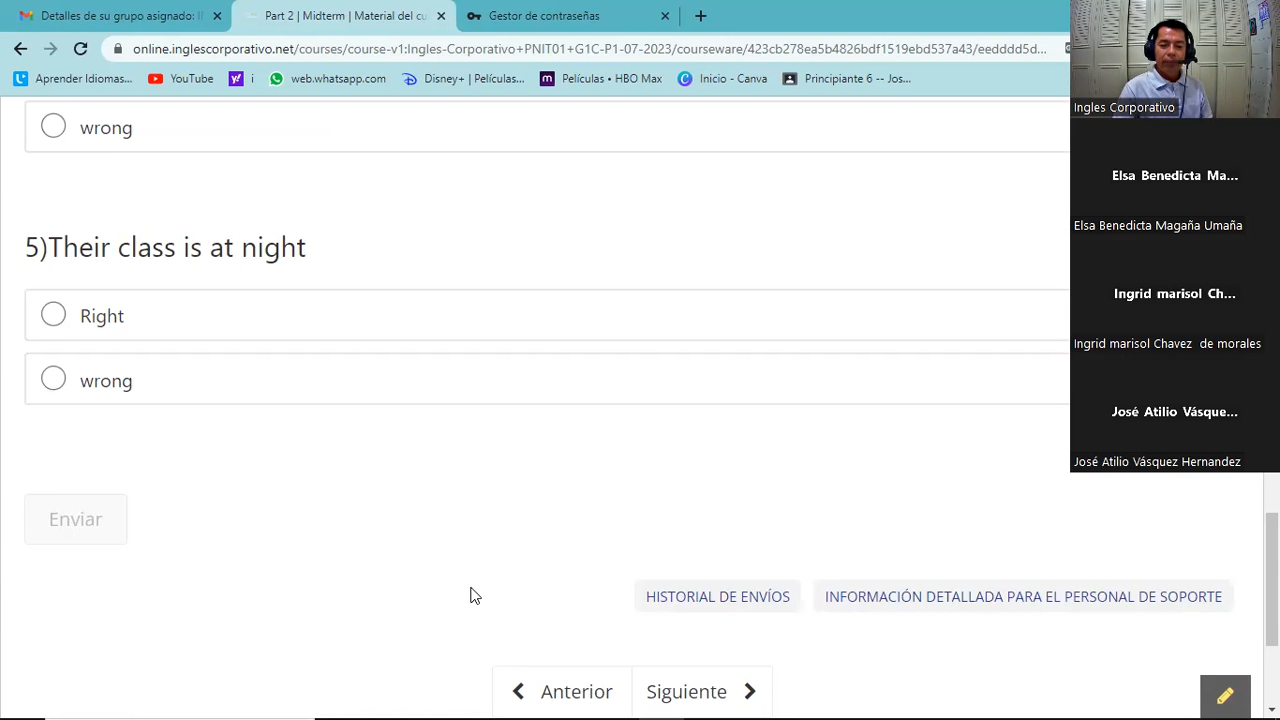 Detalles de su grupo asignado: I
Part 2 | Midterm | Material del cu
Gestor de contraseñas
online.inglescorporativo.net/courses/course-v1:Ingles-Corporativo+PNIT01+G1C-P1-07-2023/courseware/423cb278ea5b4826bdf1519ebd537a43/eedddd5d...
Aprender Idiomas...
YouTube
i
web.whatsapp.com
Disney+ | Películas...
Películas • HBO Max
Inicio - Canva
Principiante 6 -- Jos...
Ingles Corporativo
wrong
Elsa Benedicta Ma...
Elsa Benedicta Magaña Umaña
5)Their class is at night
Ingrid marisol Ch...
Right
Ingrid marisol Chavez de morales
wrong
José Atilio Vásque...
José Atilio Vásquez Hernandez
Enviar
HISTORIAL DE ENVÍOS
INFORMACIÓN DETALLADA PARA EL PERSONAL DE SOPORTE
Anterior
Siguiente